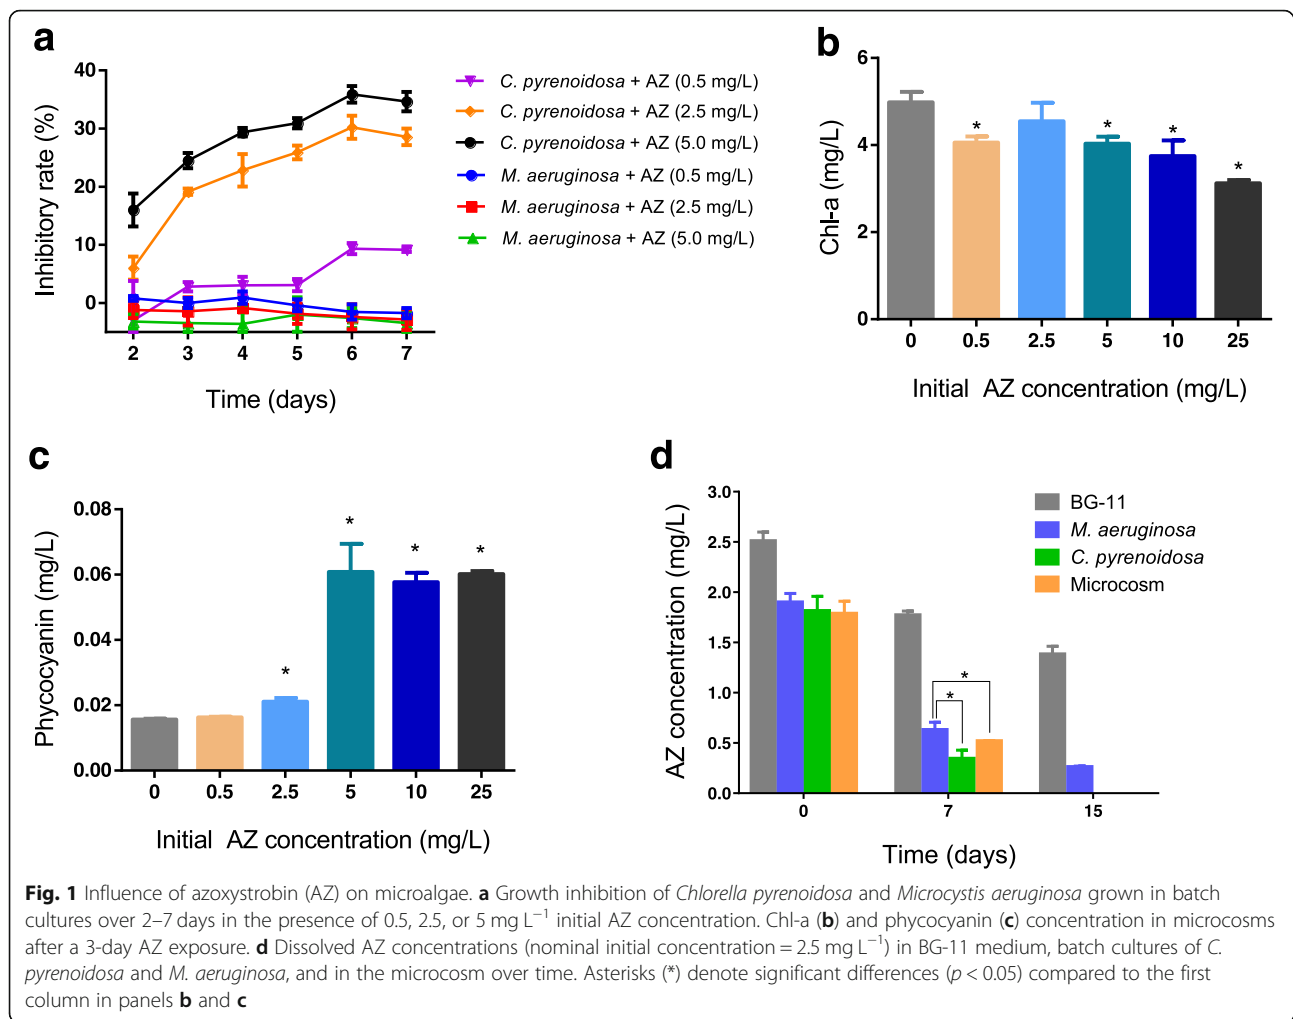 a
40
30
20
10
0
Inhibitory rate (%)
2 3 4 5 6 7
Time (days)
C. pyrenoidosa + AZ (0.5 mg/L)
C. pyrenoidosa + AZ (2.5 mg/L)
C. pyrenoidosa + AZ (5.0 mg/L)
M. aeruginosa + AZ (0.5 mg/L)
M. aeruginosa + AZ (2.5 mg/L)
M. aeruginosa + AZ (5.0 mg/L)
b
6
4
2
0
Chl-a (mg/L)
* * * *
0 0.5 2.5 5 10 25
Initial AZ concentration (mg/L)
c
0.08
0.06
0.04
0.02
0.00
Phycocyanin (mg/L)
* * * *
0 0.5 2.5 5 10 25
Initial AZ concentration (mg/L)
d
3.0
2.5
2.0
1.5
1.0
0.5
0.0
AZ concentration (mg/L)
BG-11
M. aeruginosa
C. pyrenoidosa
Microcosm
*
*
0 7 15
Time (days)
Fig. 1 Influence of azoxystrobin (AZ) on microalgae. a Growth inhibition of Chlorella pyrenoidosa and Microcystis aeruginosa grown in batch
cultures over 2–7 days in the presence of 0.5, 2.5, or 5 mg L⁻¹ initial AZ concentration. Chl-a (b) and phycocyanin (c) concentration in microcosms
after a 3-day AZ exposure. d Dissolved AZ concentrations (nominal initial concentration = 2.5 mg L⁻¹) in BG-11 medium, batch cultures of C.
pyrenoidosa and M. aeruginosa, and in the microcosm over time. Asterisks (*) denote significant differences (p < 0.05) compared to the first
column in panels b and c